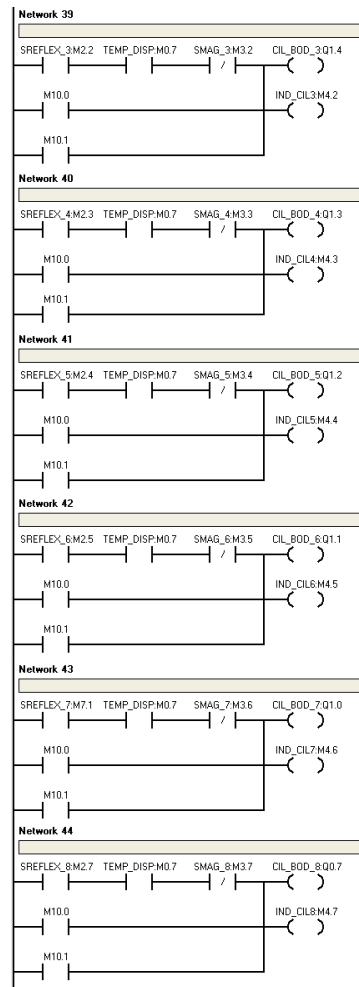 Network 39
SREFLEX_3:M2.2 TEMP_DISP:M0.7 SMAG_3:M3.2 CIL_BOD_3:Q1.4
M10.0 IND_CIL3:M4.2
M10.1
Network 40
SREFLEX_4:M2.3 TEMP_DISP:M0.7 SMAG_4:M3.3 CIL_BOD_4:Q1.3
M10.0 IND_CIL4:M4.3
M10.1
Network 41
SREFLEX_5:M2.4 TEMP_DISP:M0.7 SMAG_5:M3.4 CIL_BOD_5:Q1.2
M10.0 IND_CIL5:M4.4
M10.1
Network 42
SREFLEX_6:M2.5 TEMP_DISP:M0.7 SMAG_6:M3.5 CIL_BOD_6:Q1.1
M10.0 IND_CIL6:M4.5
M10.1
Network 43
SREFLEX_7:M7.1 TEMP_DISP:M0.7 SMAG_7:M3.6 CIL_BOD_7:Q1.0
M10.0 IND_CIL7:M4.6
M10.1
Network 44
SREFLEX_8:M2.7 TEMP_DISP:M0.7 SMAG_8:M3.7 CIL_BOD_8:Q0.7
M10.0 IND_CIL8:M4.7
M10.1